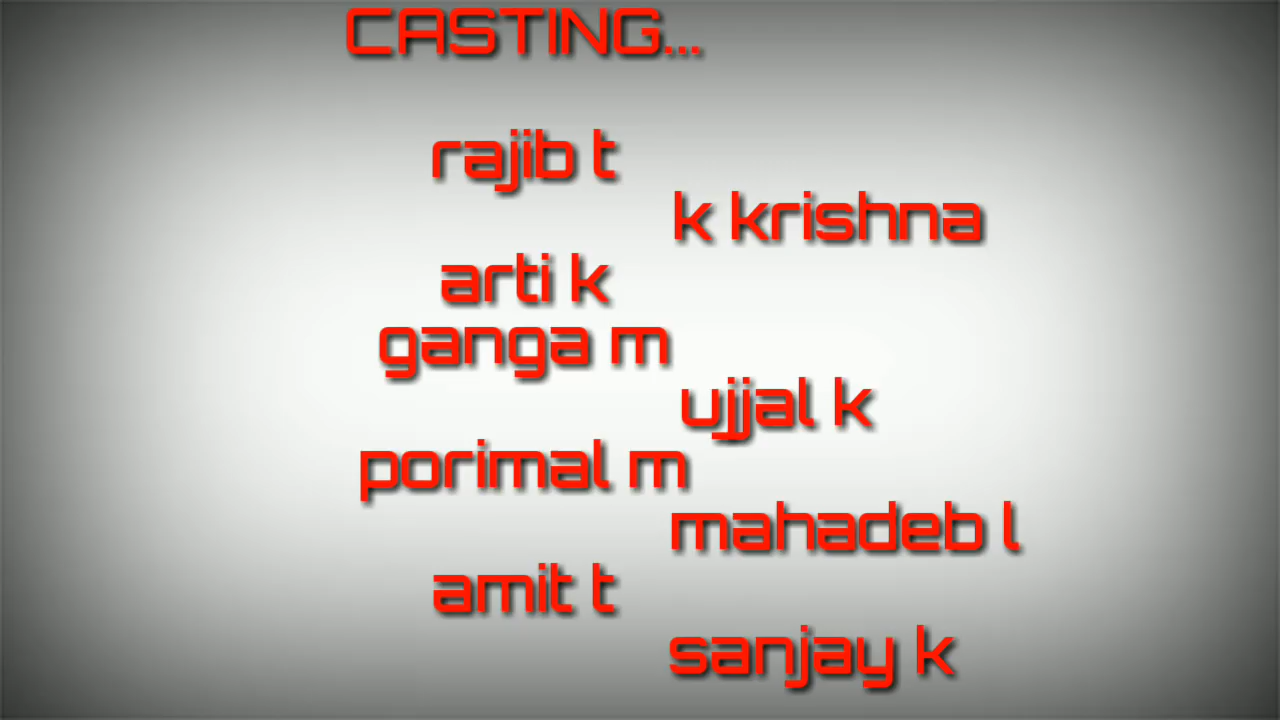 CASTING...
rajib t
k krishna
arti k
ganga m
ujjal k
porimal m
mahadeb l
amit t
sanjay k